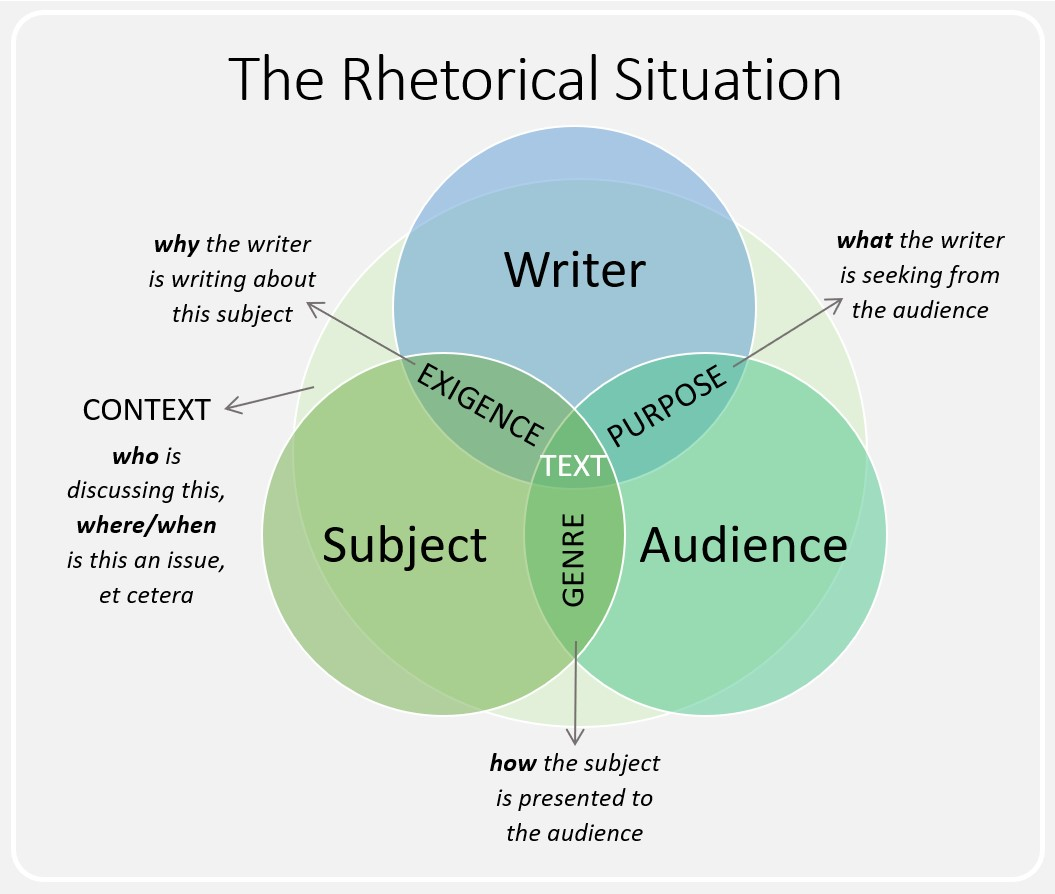 The Rhetorical Situation
why the writer
is writing about
this subject
what the writer
is seeking from
the audience
Writer
EXIGENCE
PURPOSE
CONTEXT
who is
discussing this,
where/when
is this an issue,
et cetera
TEXT
Subject
GENRE
Audience
how the subject
is presented to
the audience